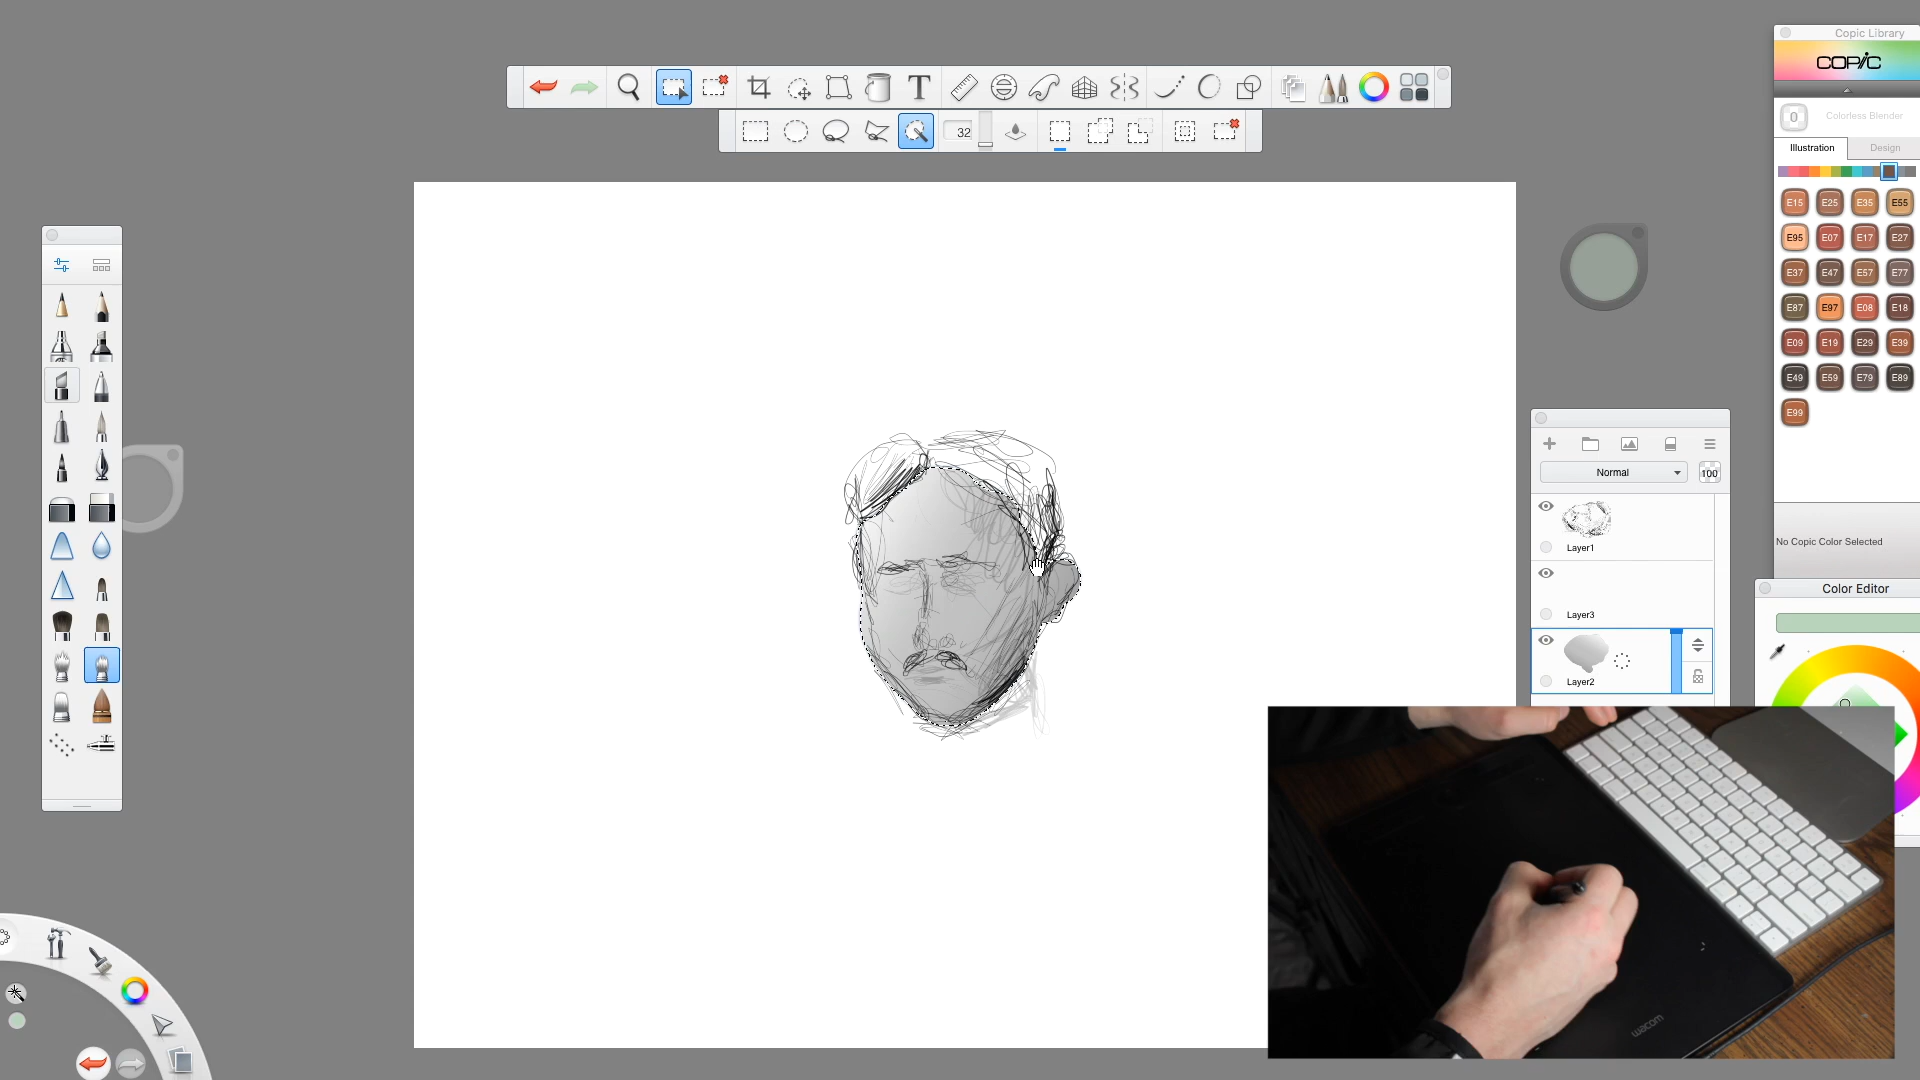 Copic Library
COPIC
0 Colorless Blender
Illustration Design
E15 E25 E35 E55
E95 E07 E17 E27
E37 E47 E57 E77
E87 E97 E08 E18
E09 E19 E29 E39
E49 E59 E79 E89
E99
No Copic Color Selected
Color Editor
T
32
Normal 100
Layer1
Layer3
Layer2
wacom